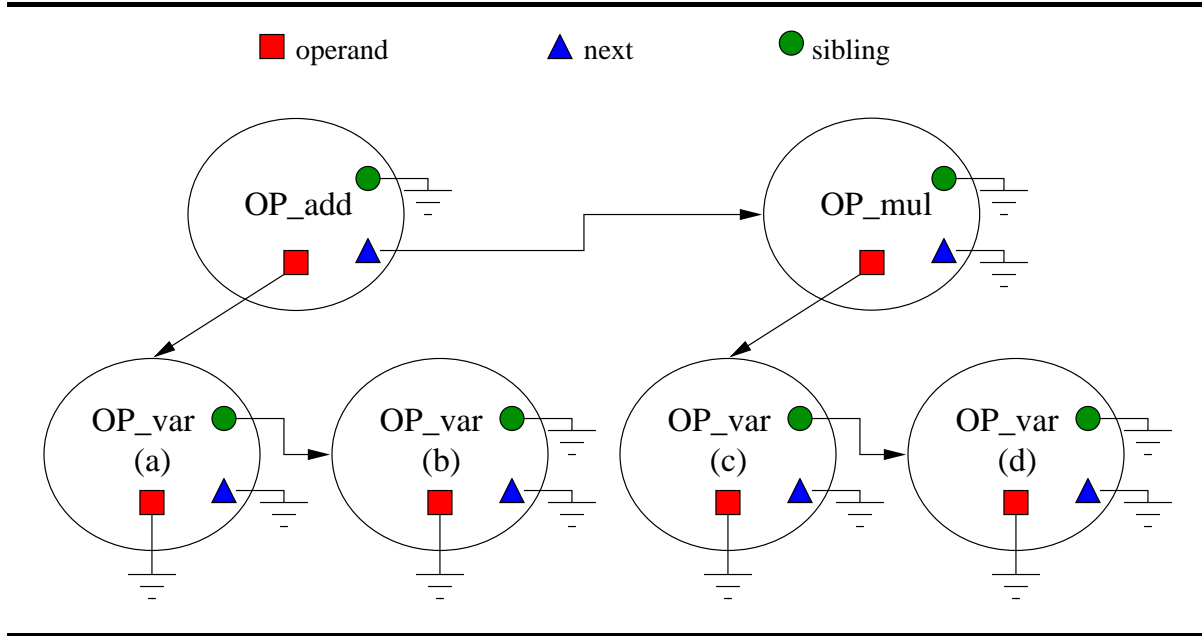 operand
next
sibling
OP_add
OP_mul
OP_var
(a)
OP_var
(b)
OP_var
(c)
OP_var
(d)